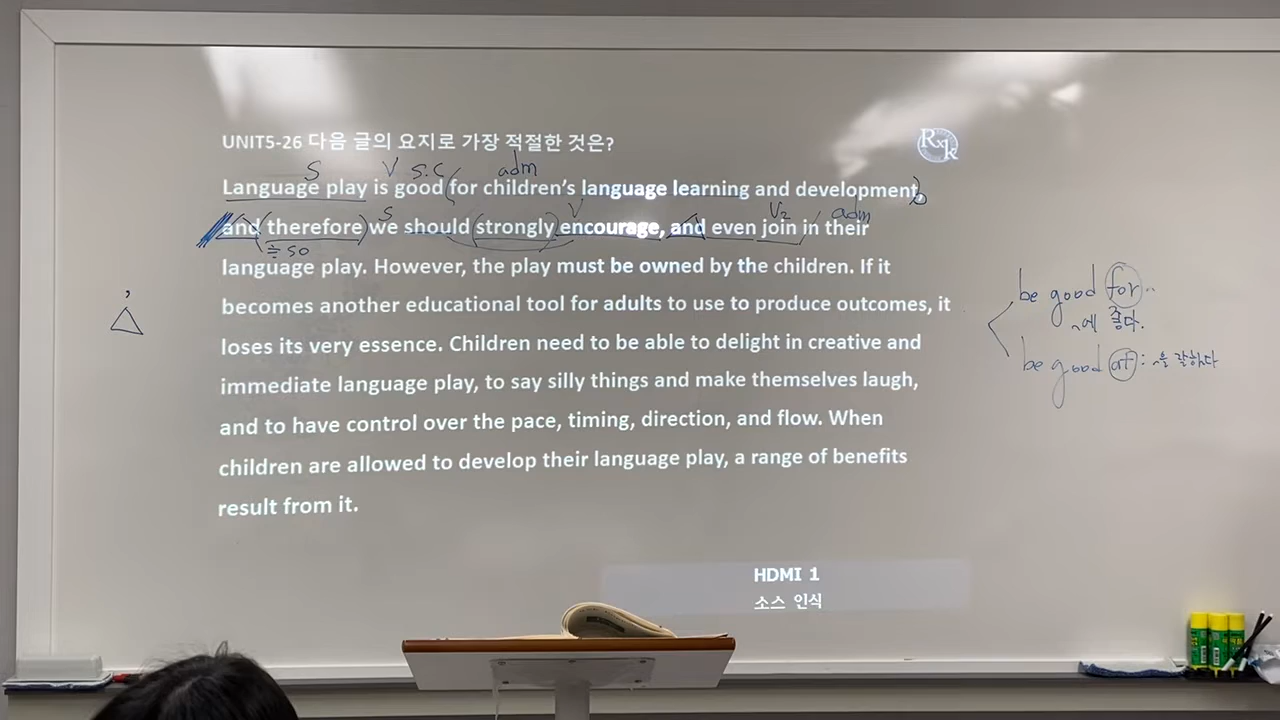 UNIT5-26 다음 글의 요지로 가장 적절한 것은?
RxK
S V S.C adm
Language play is good for children's language learning and development,
S V V2 adm
and therefore we should strongly encourage, and even join in their
≒ so
language play. However, the play must be owned by the children. If it
becomes another educational tool for adults to use to produce outcomes, it
loses its very essence. Children need to be able to delight in creative and
immediate language play, to say silly things and make themselves laugh,
and to have control over the pace, timing, direction, and flow. When
children are allowed to develop their language play, a range of benefits
result from it.
be good for~
~에 좋다.
be good at : ~을 잘하다
HDMI 1
소스 인식